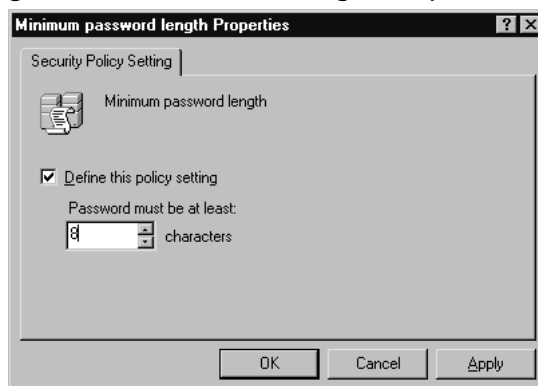 Minimum password length Properties
Security Policy Setting
Minimum password length
Define this policy setting
Password must be at least:
8 characters
OK Cancel Apply